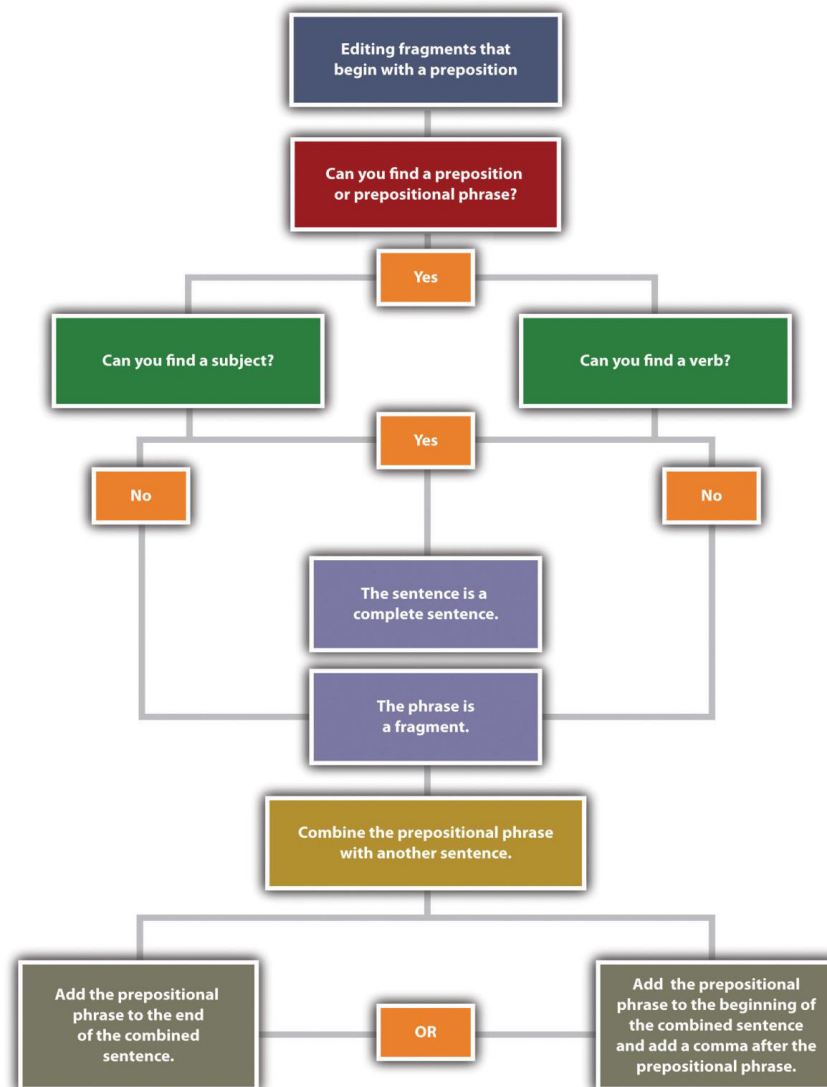 Editing fragments that
begin with a preposition
Can you find a preposition
or prepositional phrase?
Yes
Can you find a subject?
Can you find a verb?
Yes
No
No
The sentence is a
complete sentence.
The phrase is
a fragment.
Combine the prepositional phrase
with another sentence.
Add the prepositional
phrase to the end
of the combined
sentence.
OR
Add the prepositional
phrase to the beginning of
the combined sentence
and add a comma after the
prepositional phrase.